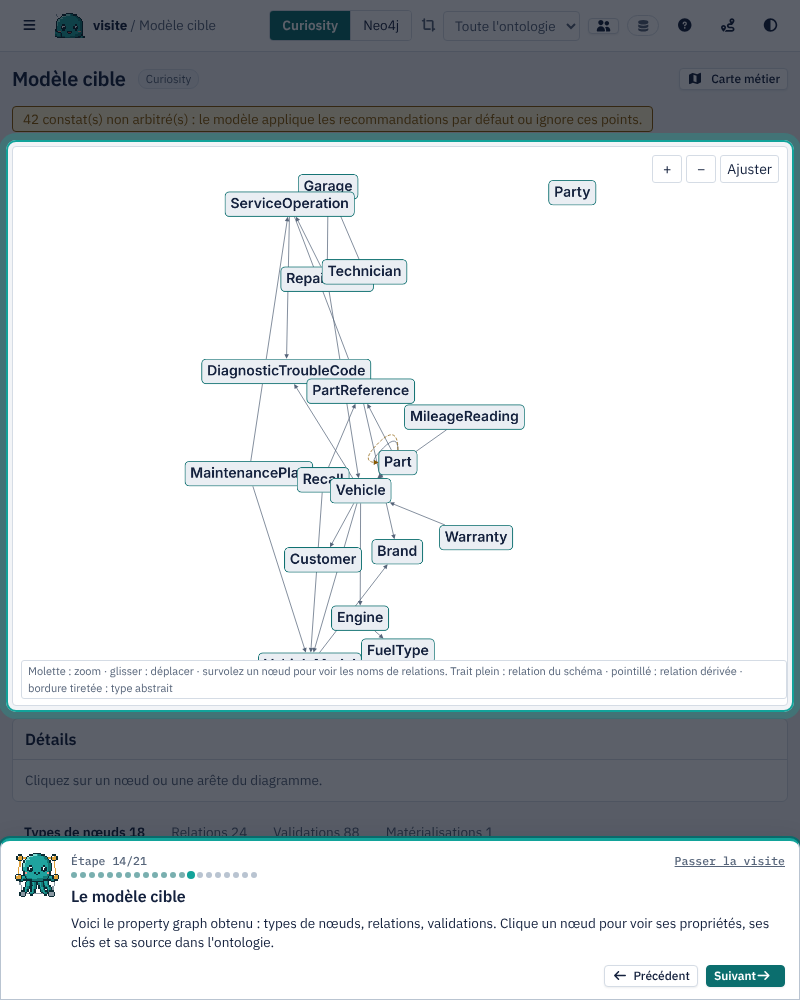 visite / Modèle cible
Curiosity
Neo4j
Toute l'ontologie
Modèle cible
Curiosity
Carte métier
42 constat(s) non arbitré(s) : le modèle applique les recommandations par défaut ou ignore ces points.
+
−
Ajuster
Garage
Party
ServiceOperation
Technician
DiagnosticTroubleCode
PartReference
MileageReading
Part
Vehicle
Warranty
Brand
Customer
Engine
FuelType
Molette : zoom · glisser : déplacer · survolez un nœud pour voir les noms de relations. Trait plein : relation du schéma · pointillé : relation dérivée ·
bordure tiretée : type abstrait
Détails
Cliquez sur un nœud ou une arête du diagramme.
Types de nœuds 18
Relations 24
Validations 88
Matérialisations 1
Étape 14/21
Passer la visite
Le modèle cible
Voici le property graph obtenu : types de nœuds, relations, validations. Clique un nœud pour voir ses propriétés, ses
clés et sa source dans l'ontologie.
Précédent
Suivant